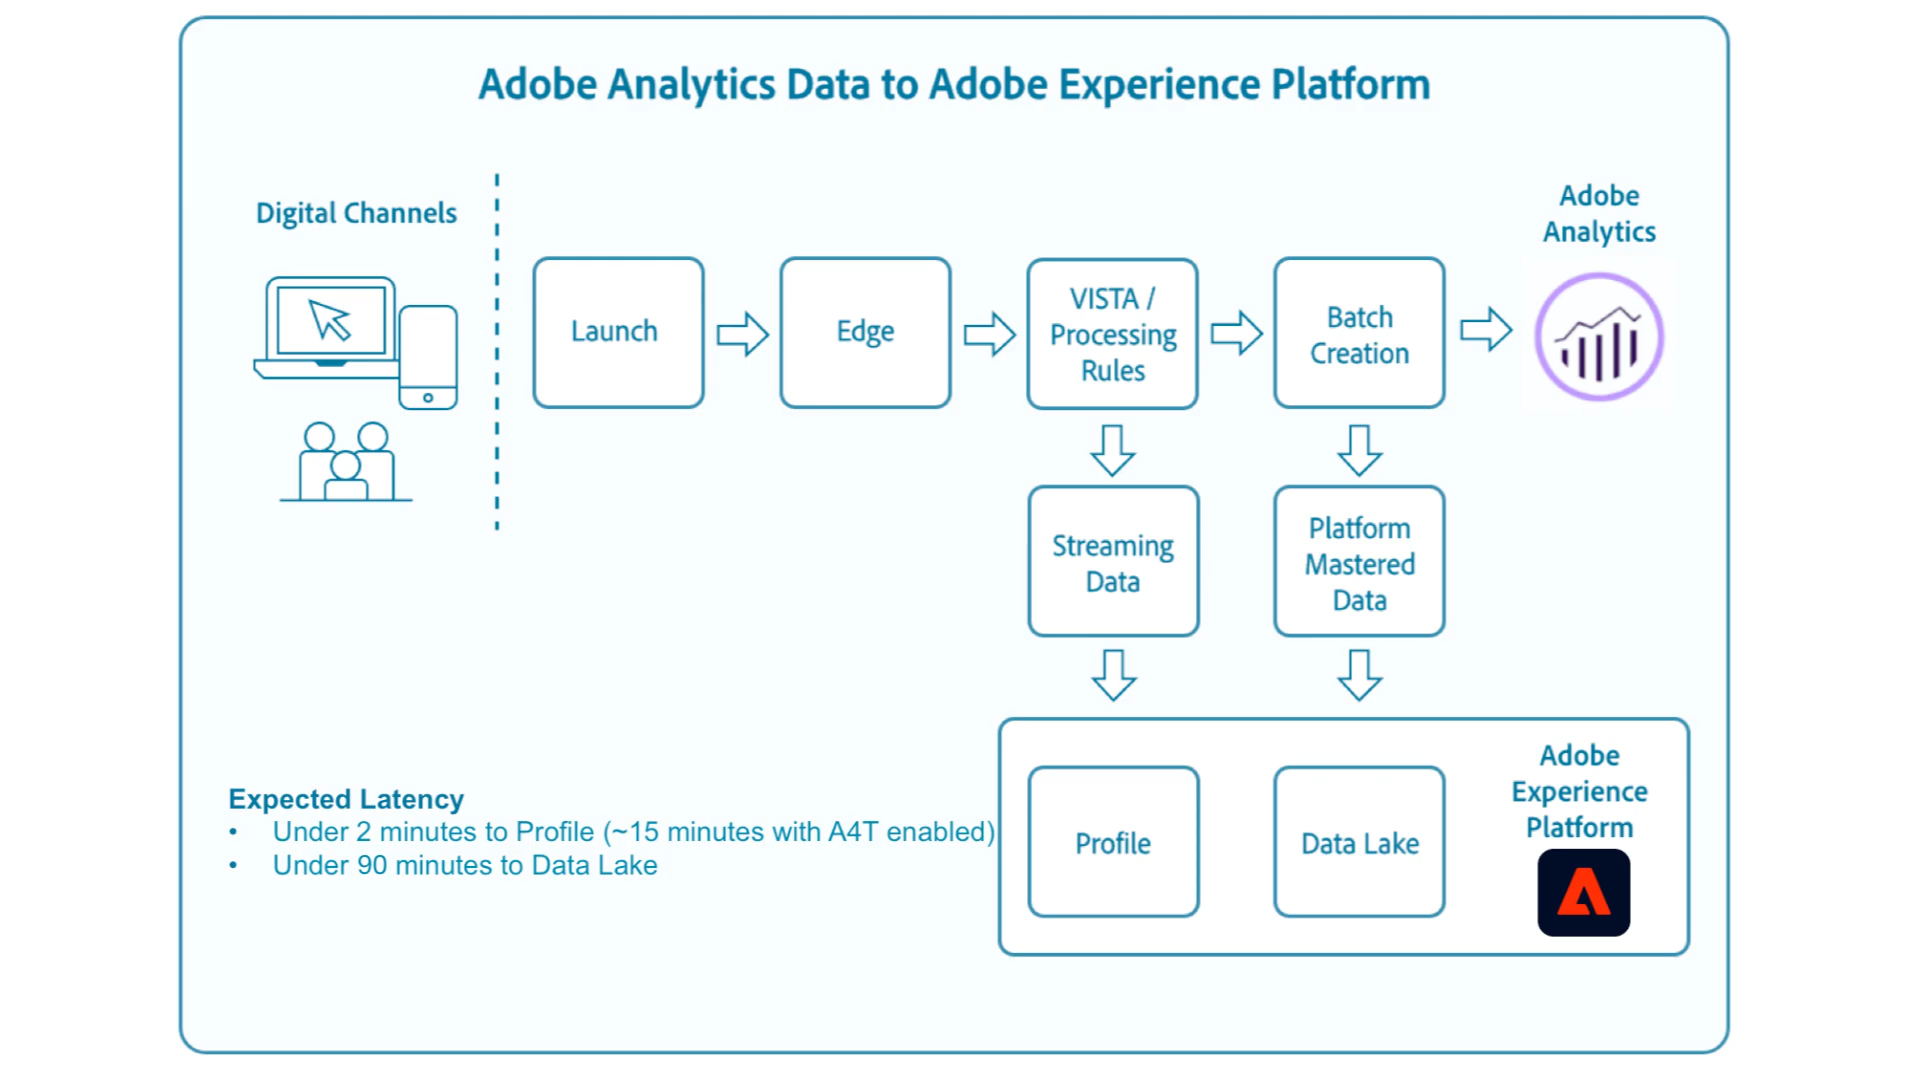 Adobe Analytics Data to Adobe Experience Platform
Digital Channels
Launch
Edge
VISTA /
Processing
Rules
Batch
Creation
Adobe
Analytics
Streaming
Data
Platform
Mastered
Data
Expected Latency
• Under 2 minutes to Profile (~15 minutes with A4T enabled)
• Under 90 minutes to Data Lake
Profile
Data Lake
Adobe
Experience
Platform